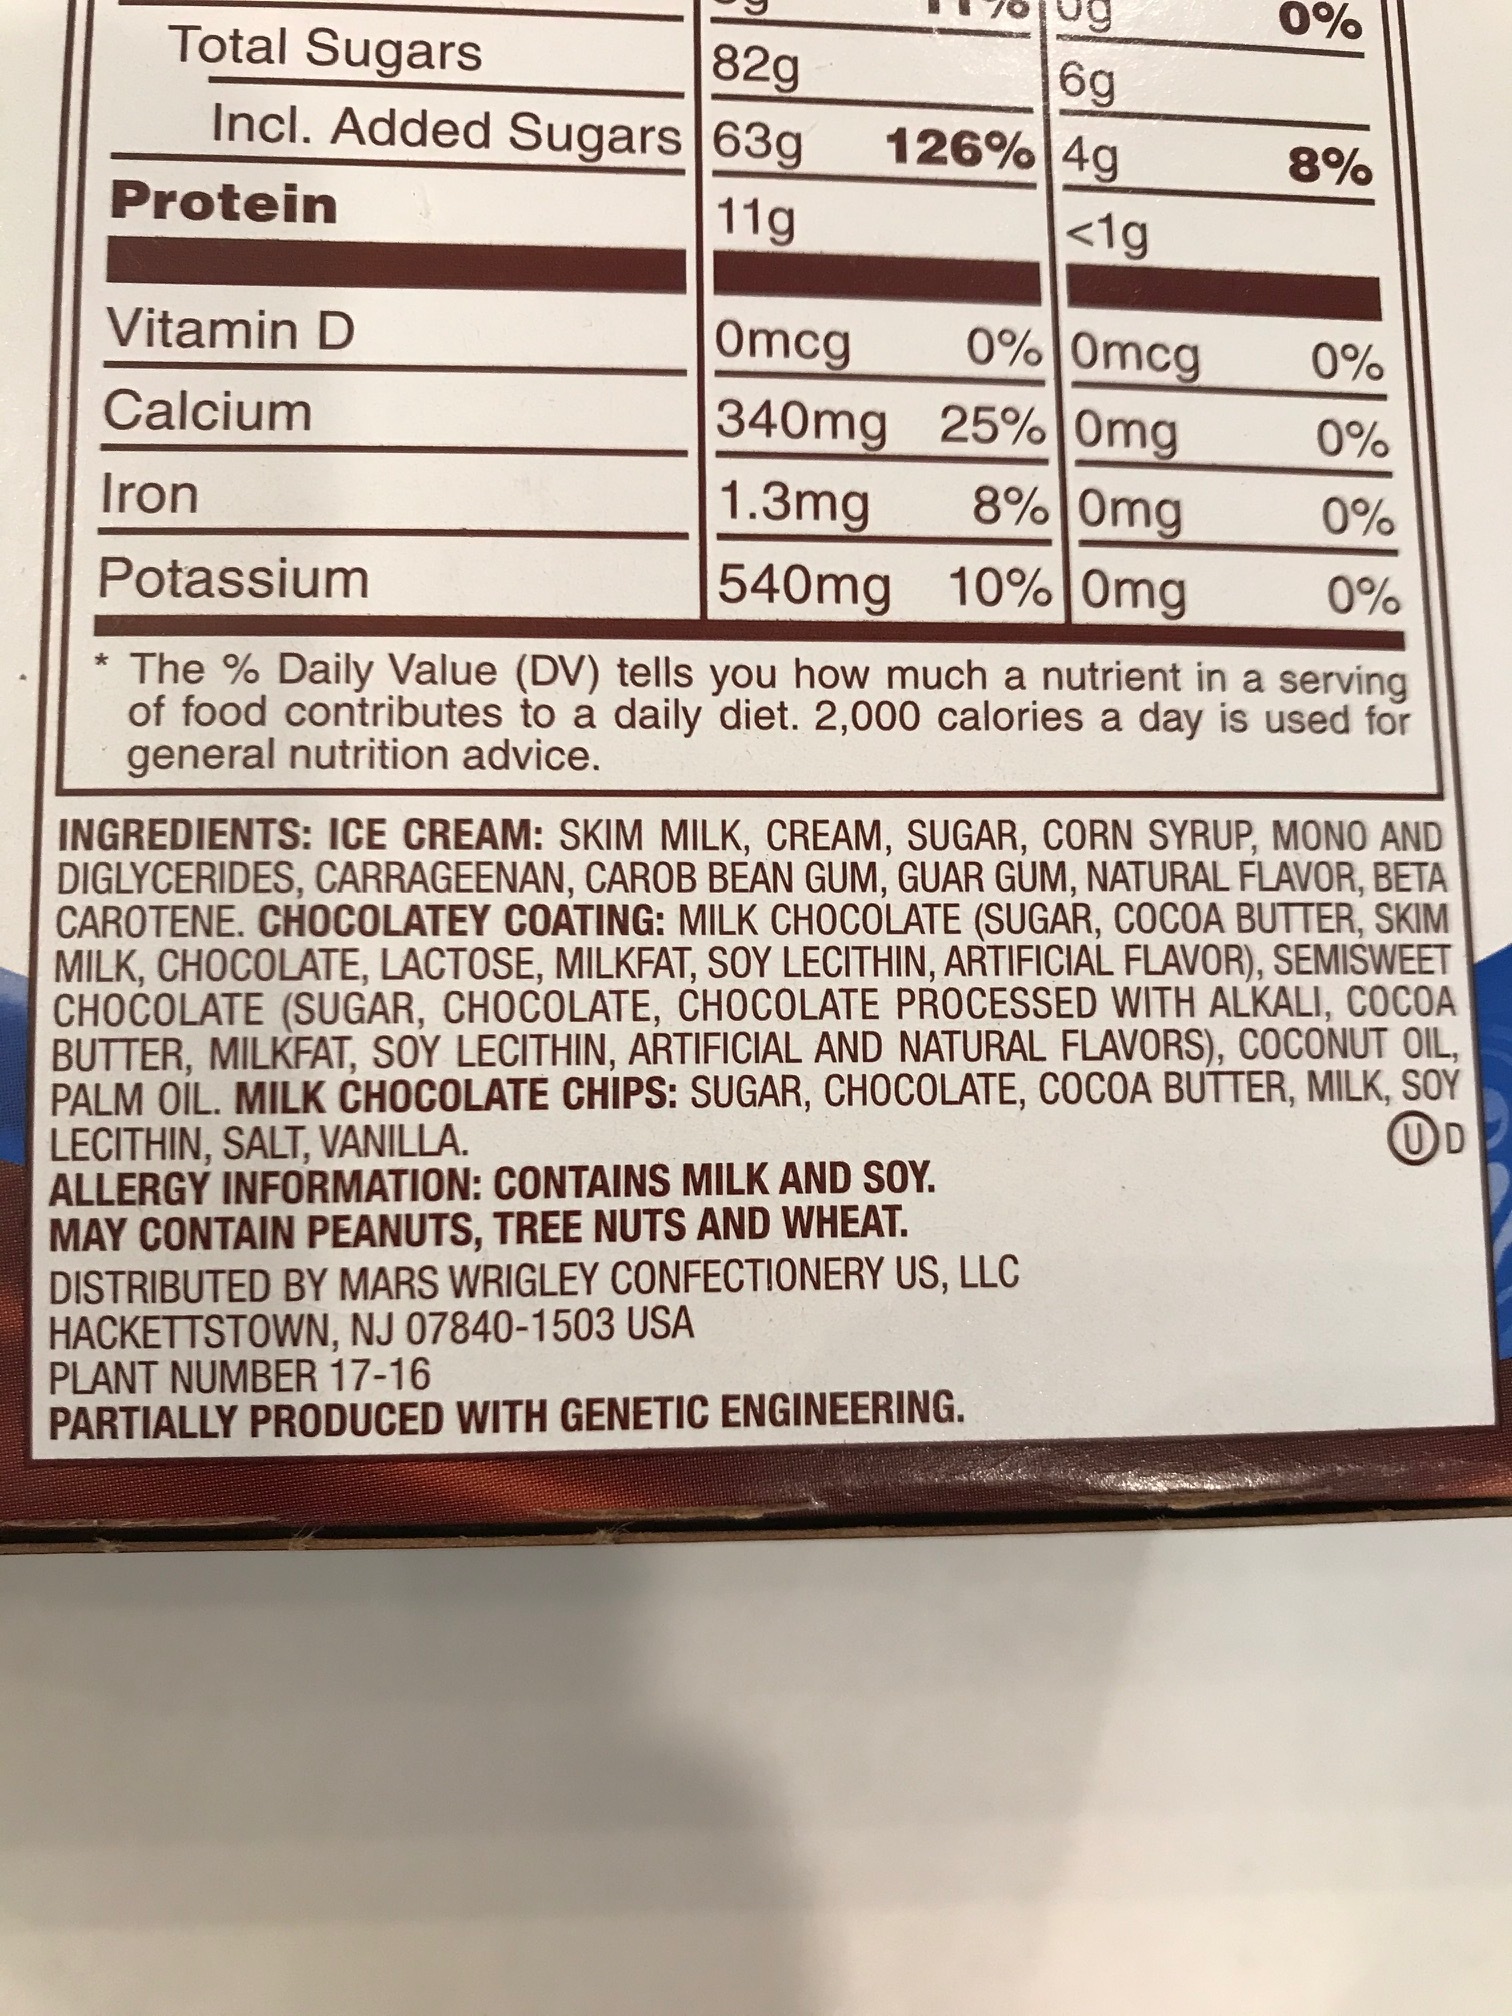 0%
Total Sugars 82g 6g
Incl. Added Sugars 63g 126% 4g 8%
Protein 11g <1g
Vitamin D 0mcg 0% 0mcg 0%
Calcium 340mg 25% 0mg 0%
Iron 1.3mg 8% 0mg 0%
Potassium 540mg 10% 0mg 0%
* The % Daily Value (DV) tells you how much a nutrient in a serving
of food contributes to a daily diet. 2,000 calories a day is used for
general nutrition advice.
INGREDIENTS: ICE CREAM: SKIM MILK, CREAM, SUGAR, CORN SYRUP, MONO AND
DIGLYCERIDES, CARRAGEENAN, CAROB BEAN GUM, GUAR GUM, NATURAL FLAVOR, BETA
CAROTENE. CHOCOLATEY COATING: MILK CHOCOLATE (SUGAR, COCOA BUTTER, SKIM
MILK, CHOCOLATE, LACTOSE, MILKFAT, SOY LECITHIN, ARTIFICIAL FLAVOR), SEMISWEET
CHOCOLATE (SUGAR, CHOCOLATE, CHOCOLATE PROCESSED WITH ALKALI, COCOA
BUTTER, MILKFAT, SOY LECITHIN, ARTIFICIAL AND NATURAL FLAVORS), COCONUT OIL,
PALM OIL. MILK CHOCOLATE CHIPS: SUGAR, CHOCOLATE, COCOA BUTTER, MILK, SOY
LECITHIN, SALT, VANILLA. Ⓤ D
ALLERGY INFORMATION: CONTAINS MILK AND SOY.
MAY CONTAIN PEANUTS, TREE NUTS AND WHEAT.
DISTRIBUTED BY MARS WRIGLEY CONFECTIONERY US, LLC
HACKETTSTOWN, NJ 07840-1503 USA
PLANT NUMBER 17-16
PARTIALLY PRODUCED WITH GENETIC ENGINEERING.